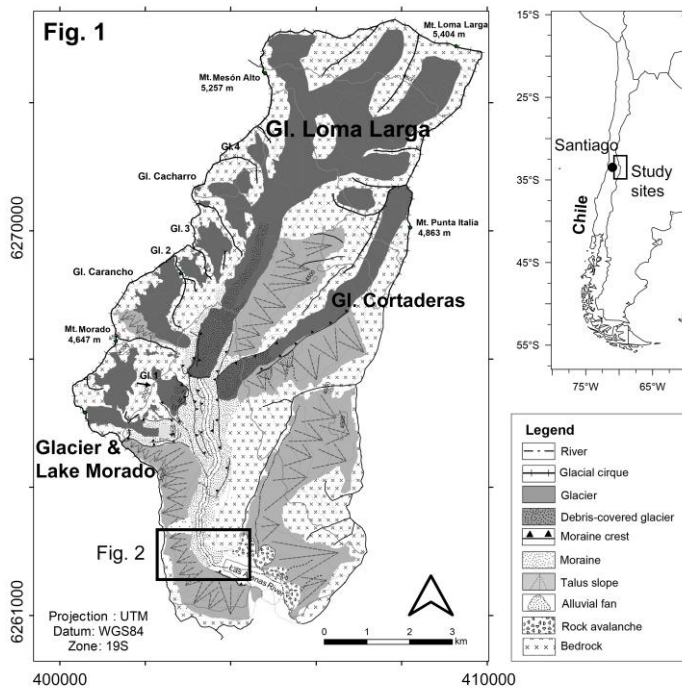 Fig. 1
Mt. Loma Larga
5,404 m
Mt. Mesón Alto
5,257 m
Gl. Loma Larga
Gl.4
Gl. Cacharro
Gl.3
Gl. 2
Gl. Carancho
Mt. Punta Italia
4,863 m
Gl. Cortaderas
Mt. Morado
4,647 m
Gl.1
Glacier &
Lake Morado
Fig. 2
Las Arenas River
Projection : UTM
Datum: WGS84
Zone: 19S
0 1 2 3
km
6270000
6261000
400000
410000
15°S
25°S
35°S
45°S
55°S
75°W
65°W
Santiago
Study
sites
Chile
Legend
River
Glacial cirque
Glacier
Debris-covered glacier
Moraine crest
Moraine
Talus slope
Alluvial fan
Rock avalanche
Bedrock